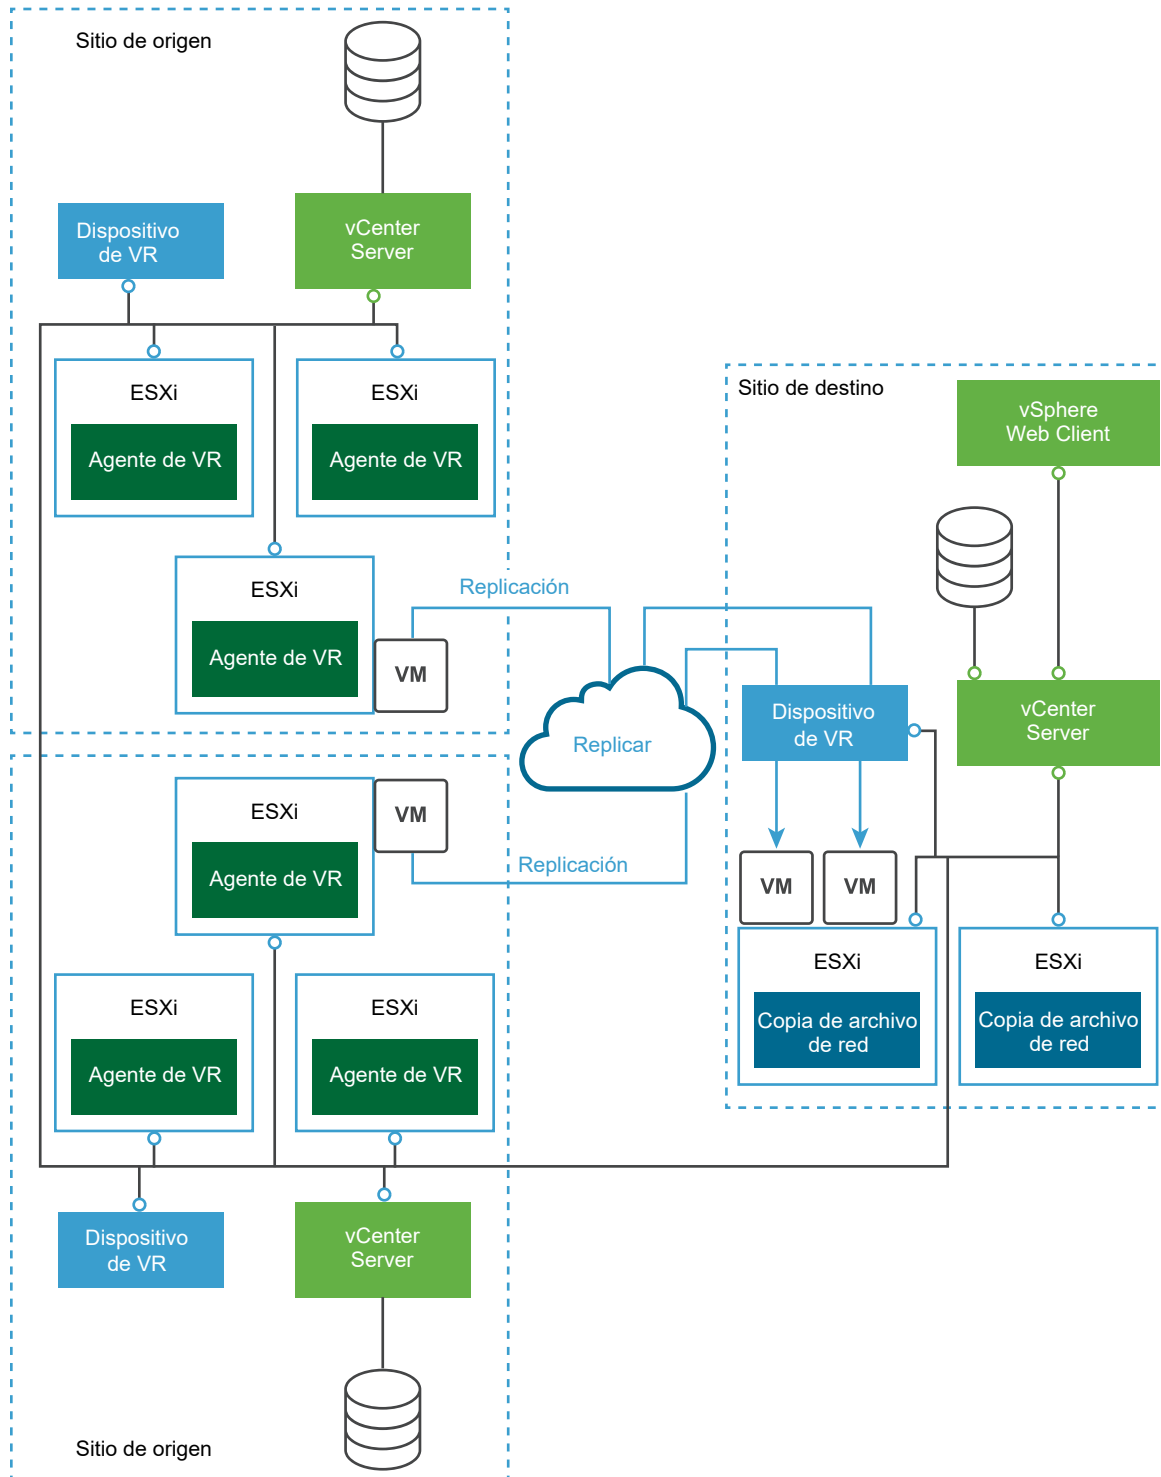 Sitio de origen
Dispositivo
de VR
vCenter
Server
ESXi
Agente de VR
ESXi
Agente de VR
ESXi
Agente de VR
VM
Replicación
Replicar
Sitio de destino
vSphere
Web Client
vCenter
Server
Dispositivo
de VR
VM
VM
ESXi
Copia de archivo
de red
ESXi
Copia de archivo
de red
ESXi
Agente de VR
VM
Replicación
ESXi
Agente de VR
ESXi
Agente de VR
Dispositivo
de VR
vCenter
Server
Sitio de origen